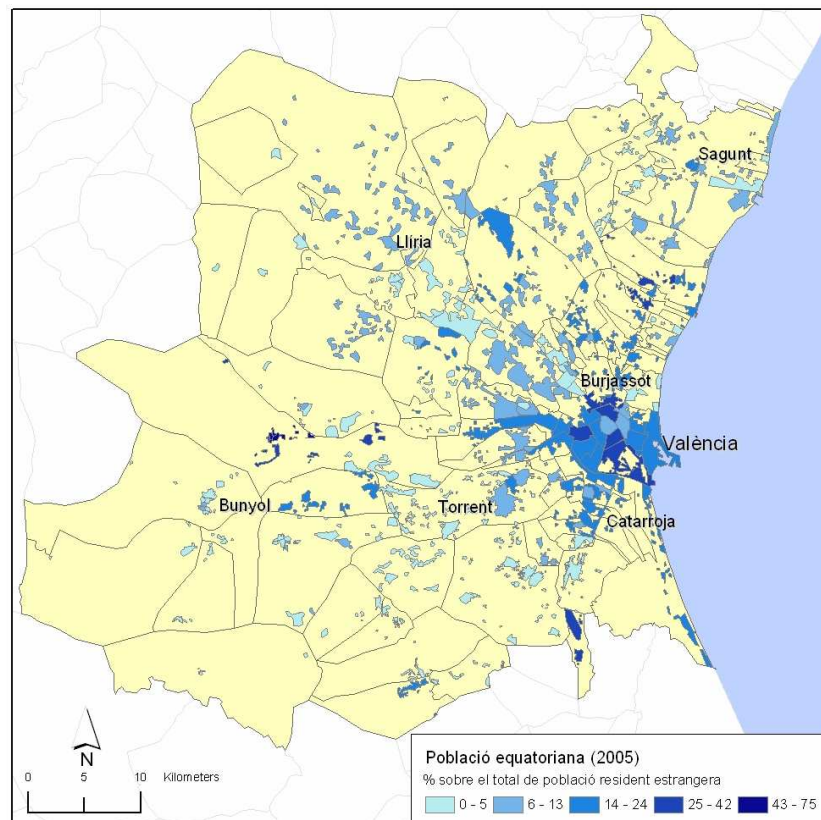 Sagunt
Llíria
Burjassot
València
Bunyol
Torrent
Catarroja
N
0 5 10 Kilometers
Població equatoriana (2005)
% sobre el total de població resident estrangera
0 - 5 6 - 13 14 - 24 25 - 42 43 - 75